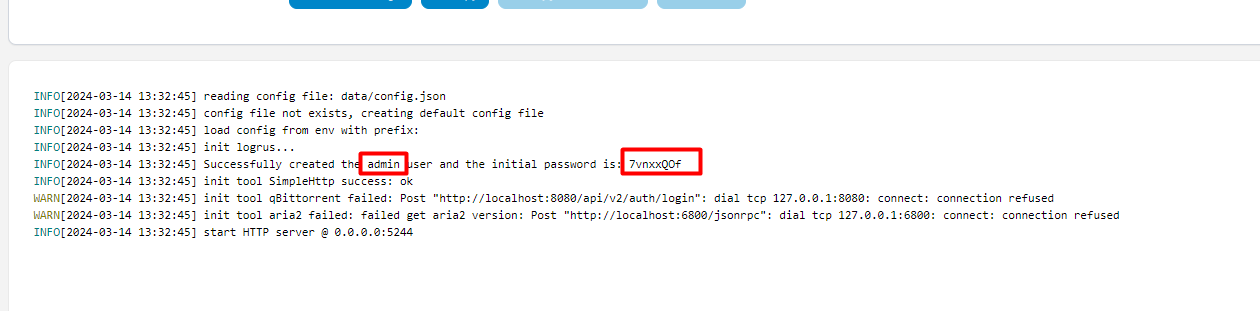 INFO[2024-03-14 13:32:45] reading config file: data/config.json
INFO[2024-03-14 13:32:45] config file not exists, creating default config file
INFO[2024-03-14 13:32:45] load config from env with prefix:
INFO[2024-03-14 13:32:45] init logrus...
INFO[2024-03-14 13:32:45] Successfully created the admin user and the initial password is: 7vnxxQOf
INFO[2024-03-14 13:32:45] init tool SimpleHttp success: ok
WARN[2024-03-14 13:32:45] init tool qBittorrent failed: Post "http://localhost:8080/api/v2/auth/login": dial tcp 127.0.0.1:8080: connect: connection refused
WARN[2024-03-14 13:32:45] init tool aria2 failed: failed get aria2 version: Post "http://localhost:6800/jsonrpc": dial tcp 127.0.0.1:6800: connect: connection refused
INFO[2024-03-14 13:32:45] start HTTP server @ 0.0.0.0:5244